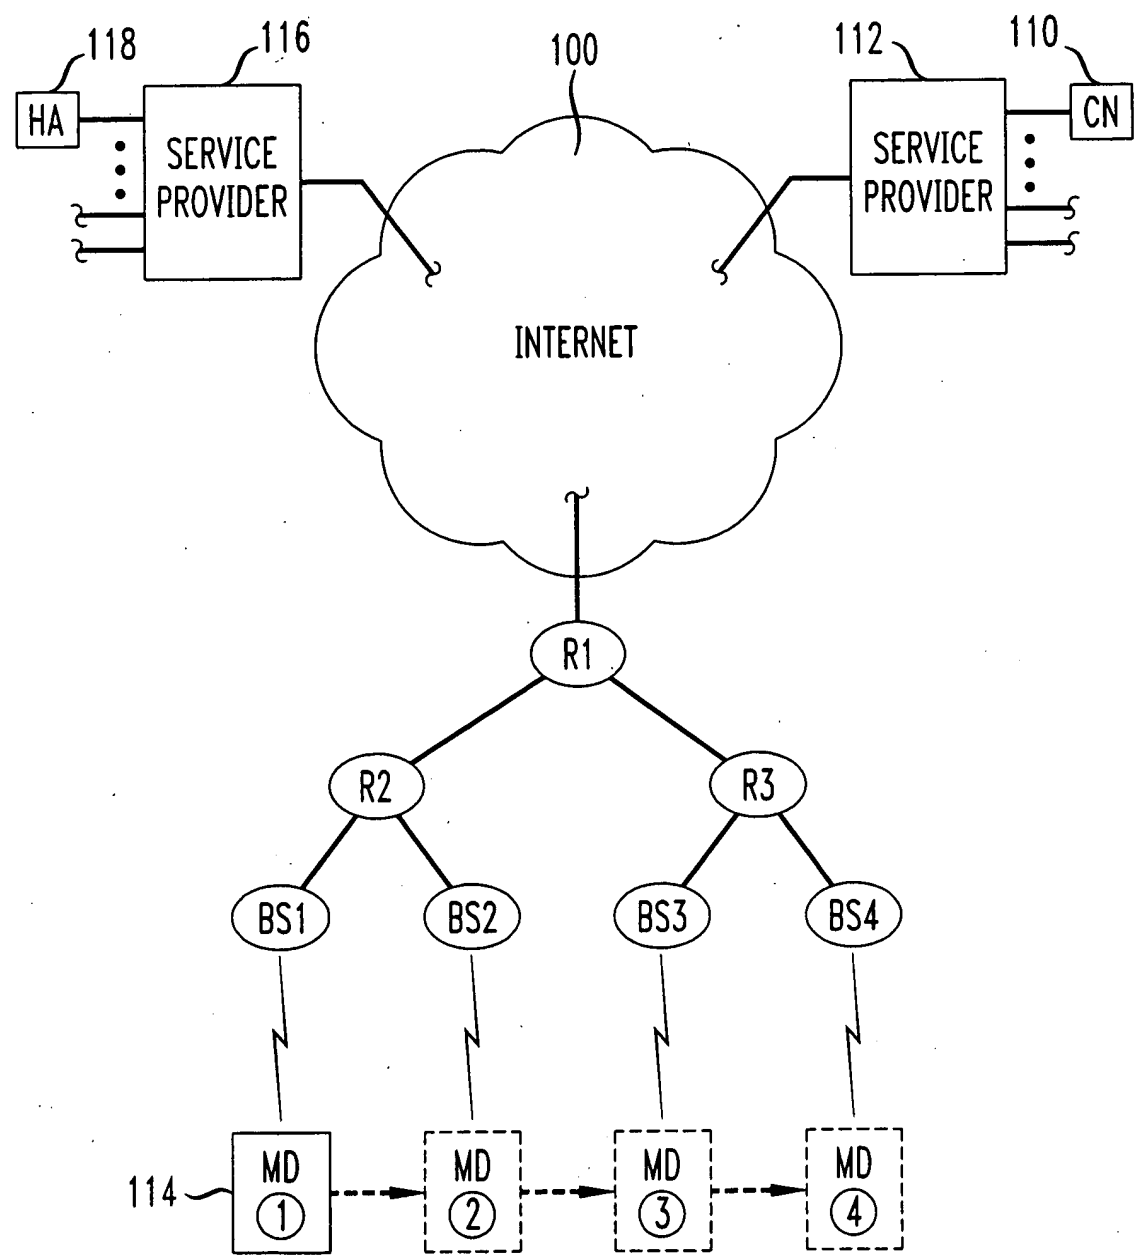 118
116
100
112
110
HA
SERVICE
PROVIDER
SERVICE
PROVIDER
CN
INTERNET
R1
R2
R3
BS1
BS2
BS3
BS4
114
MD
1
MD
2
MD
3
MD
4